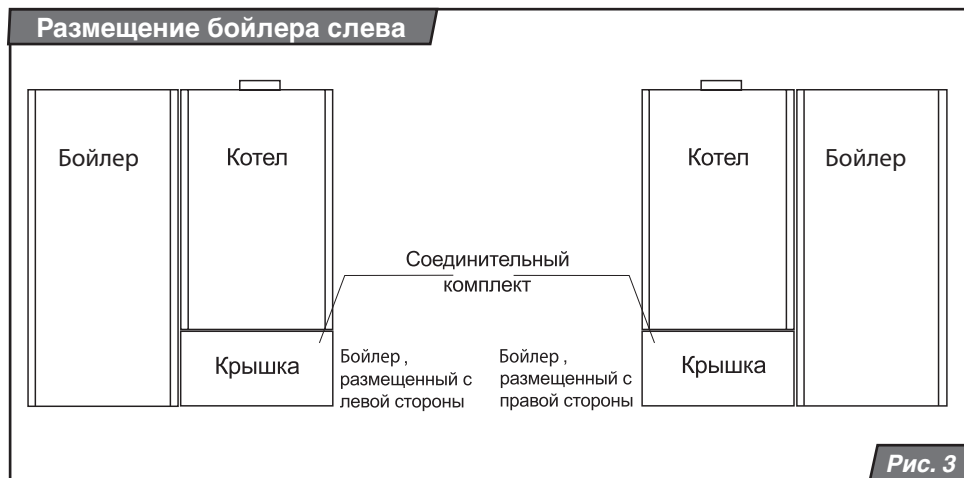 Размещение бойлера слева
Бойлер
Котел
Котел
Бойлер
Соединительный
комплект
Крышка
Бойлер ,
размещенный с
левой стороны
Бойлер ,
размещенный с
правой стороны
Крышка
Рис. 3